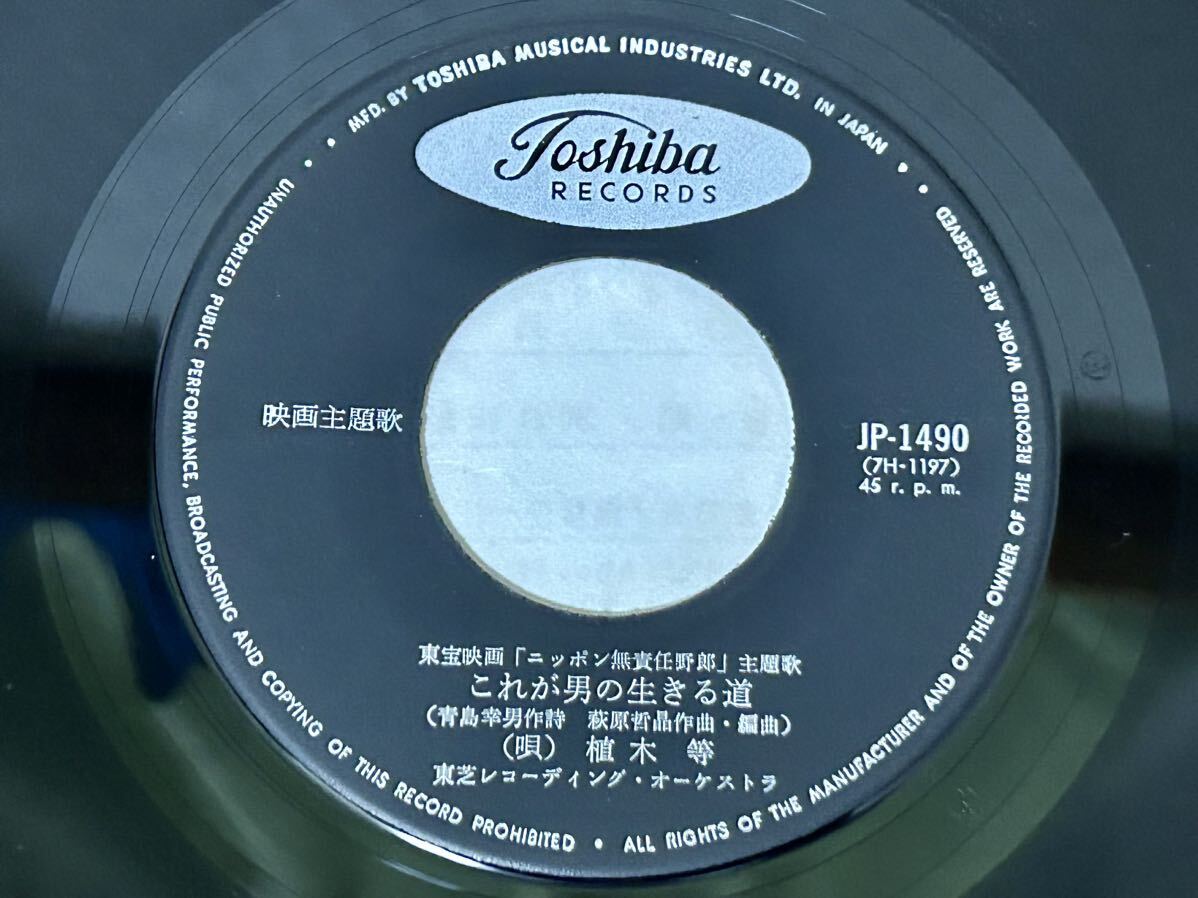 MFD. BY TOSHIBA MUSICAL INDUSTRIES LTD. IN JAPAN
Toshiba
RECORDS
映画主題歌
JP-1490
(7H-1197)
45 r. p. m.
東宝映画「ニッポン無責任野郎」主題歌
これが男の生きる道
(青島幸男作詩 萩原哲晶作曲・編曲)
(唄) 植木 等
東芝レコーディング・オーケストラ
UNAUTHORIZED PUBLIC PERFORMANCE, BROADCASTING AND COPYING OF THIS RECORD PROHIBITED • ALL RIGHTS OF THE MANUFACTURER AND OF THE OWNER OF THE RECORDED WORK ARE RESERVED